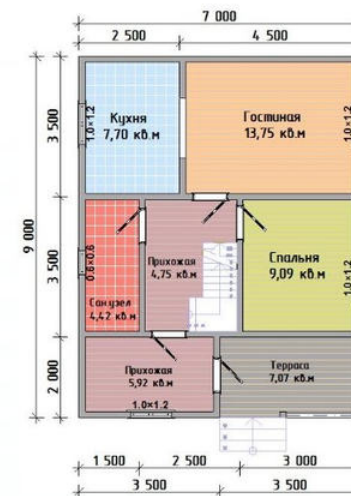 7 000
2 500 4 500
Кухня
7,70 кв.м
Гостиная
13,75 кв.м
1.0×1.2
1.0×1.2
3 500
9 000
3 500
2 000
Прихожая
4,75 кв.м
Спальня
9,09 кв.м
0.6×0.6
1.0×1.2
Санузел
4,42 кв.м
Прихожая
5,92 кв.м
Терраса
7,07 кв.м
1.0×1.2
1 500 2 500 3 000
3 500 3 500